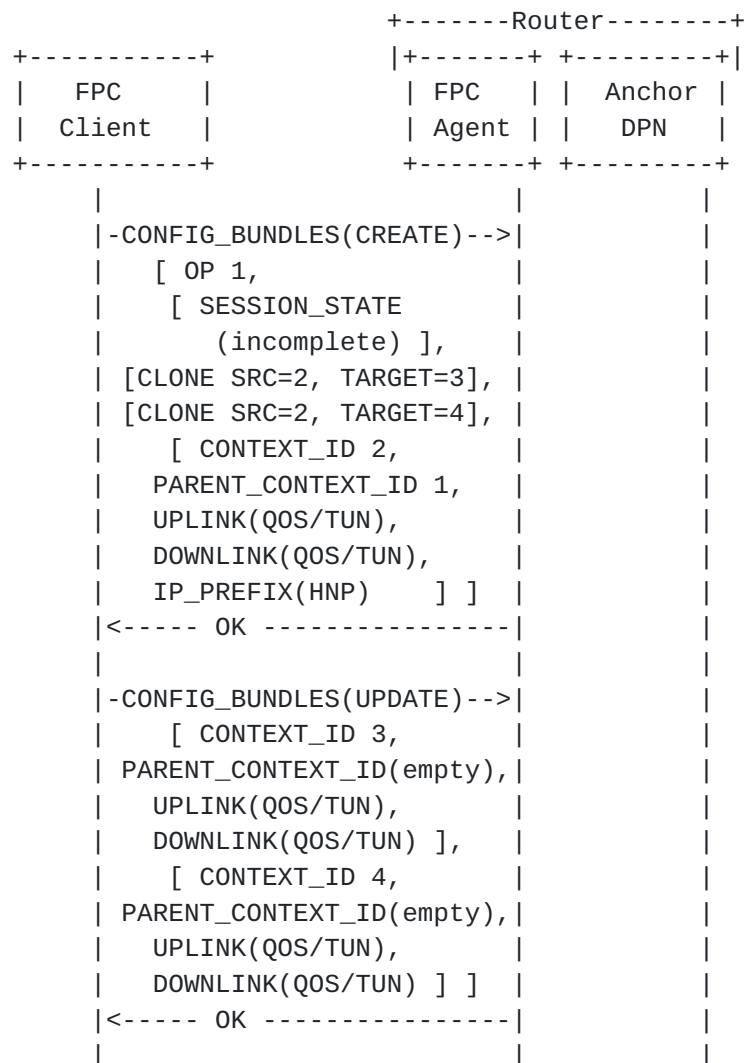 +-------Router--------+
+-----------+           |+-------+ +---------+|
|   FPC     |           | FPC   | |  Anchor |
|  Client   |           | Agent | |   DPN   |
+-----------+            +-------+ +---------+
     |                          |           |
     |-CONFIG_BUNDLES(CREATE)-->|           |
     |   [ OP 1,                |           |
     |    [ SESSION_STATE       |           |
     |       (incomplete) ],    |           |
     | [CLONE SRC=2, TARGET=3], |           |
     | [CLONE SRC=2, TARGET=4], |           |
     |    [ CONTEXT_ID 2,       |           |
     |   PARENT_CONTEXT_ID 1,   |           |
     |   UPLINK(QOS/TUN),       |           |
     |   DOWNLINK(QOS/TUN),     |           |
     |   IP_PREFIX(HNP)    ] ]  |           |
     |<----- OK ----------------|           |
     |                          |           |
     |-CONFIG_BUNDLES(UPDATE)-->|           |
     |    [ CONTEXT_ID 3,       |           |
     | PARENT_CONTEXT_ID(empty),|           |
     |   UPLINK(QOS/TUN),       |           |
     |   DOWNLINK(QOS/TUN) ],   |           |
     |    [ CONTEXT_ID 4,       |           |
     | PARENT_CONTEXT_ID(empty),|           |
     |   UPLINK(QOS/TUN),       |           |
     |   DOWNLINK(QOS/TUN) ] ]  |           |
     |<----- OK ----------------|           |
     |                          |           |